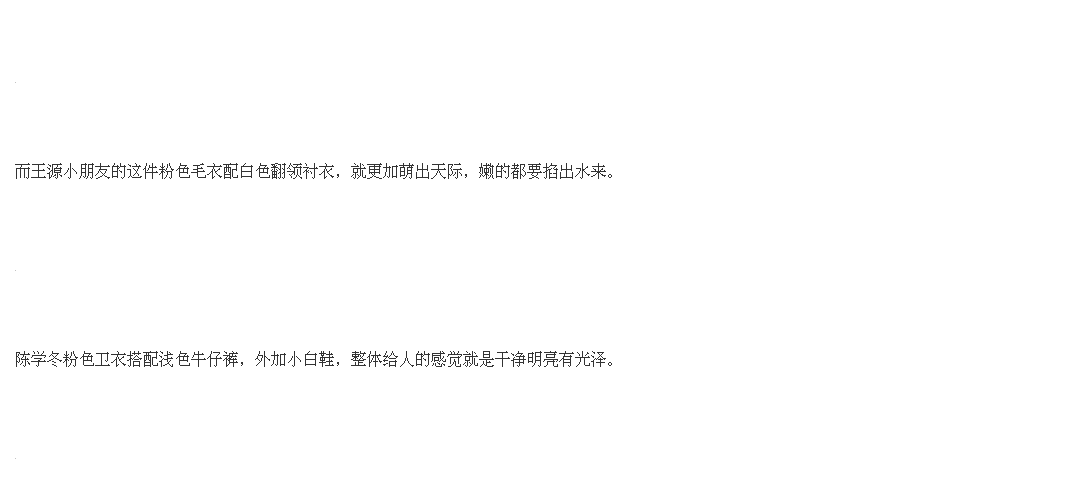 而王源小朋友的这件粉色毛衣配白色翻领衬衣，就更加萌出天际，嫩的都要掐出水来。
陈学冬粉色卫衣搭配浅色牛仔裤，外加小白鞋，整体给人的感觉就是干净明亮有光泽。